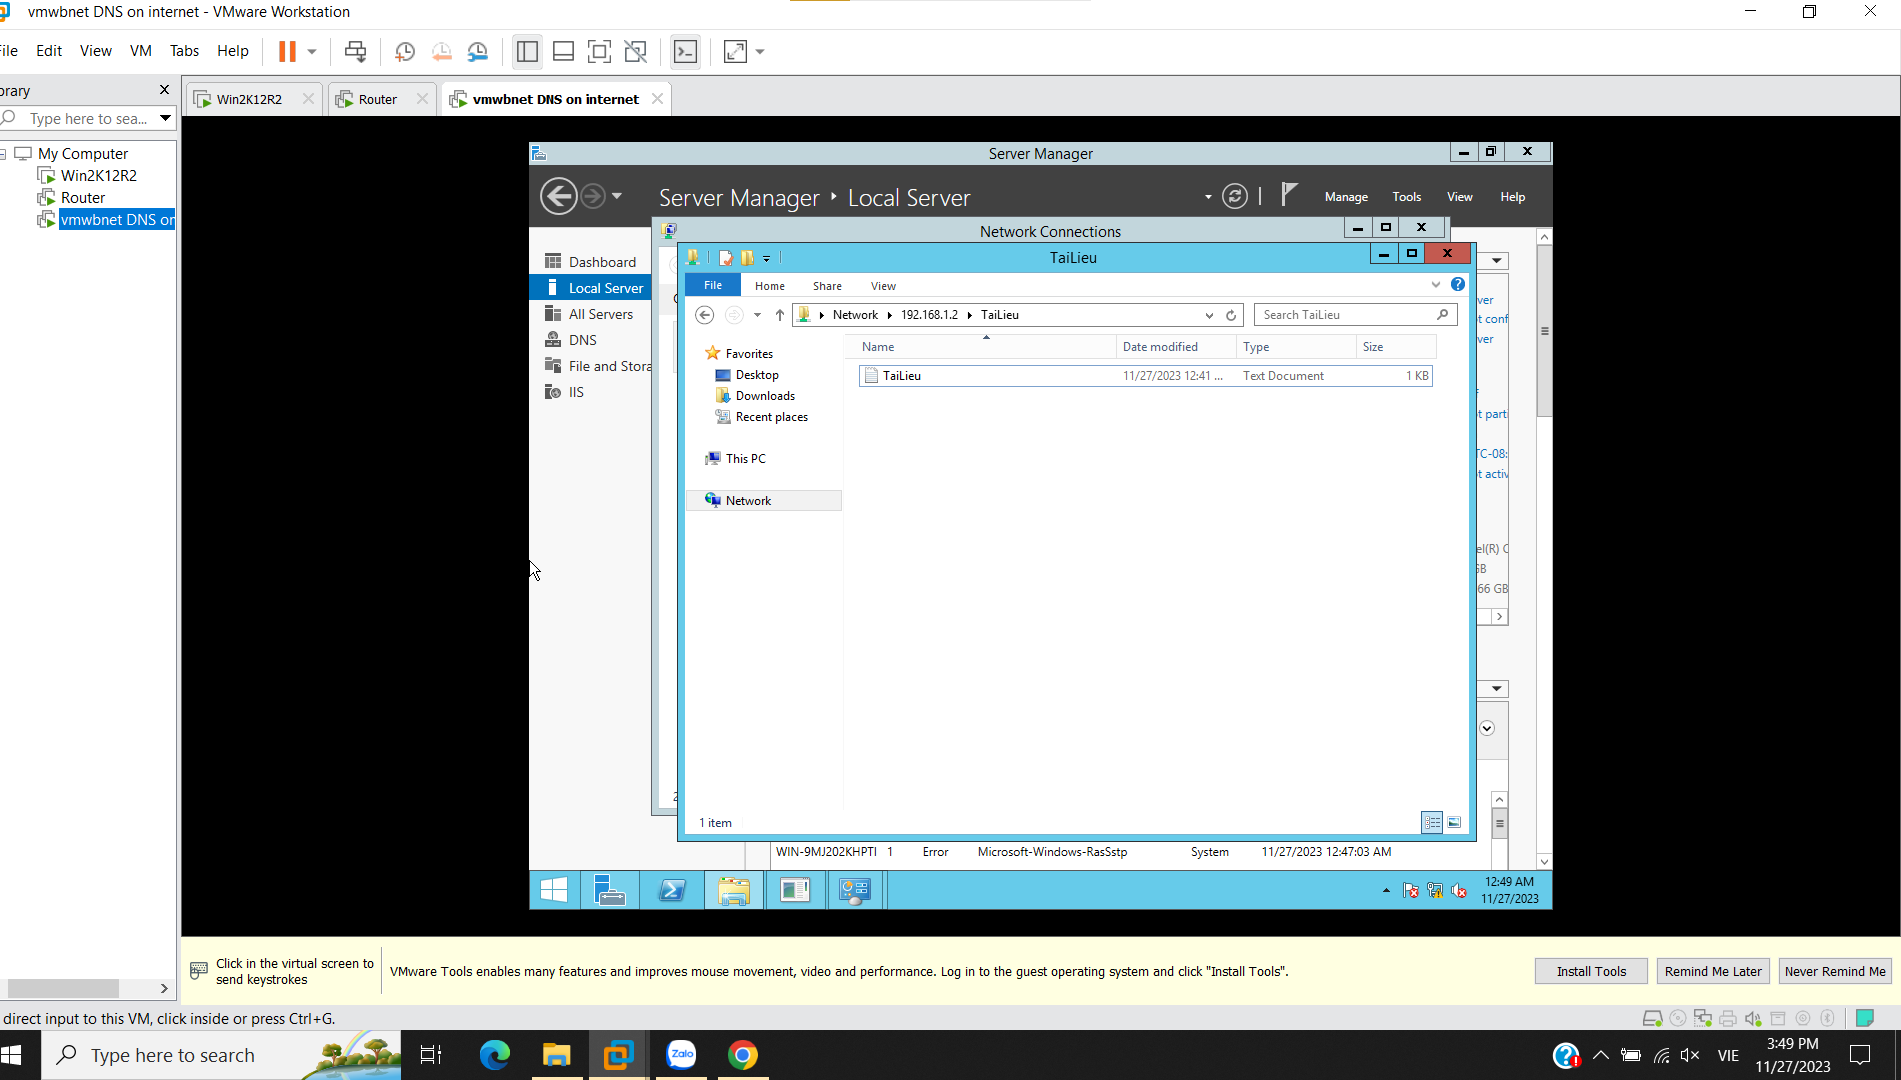 vmwbnet DNS on internet - VMware Workstation
File Edit View VM Tabs Help
brary
Type here to sea...
My Computer
Win2K12R2
Router
vmwbnet DNS on
Win2K12R2
Router
vmwbnet DNS on internet
Server Manager
Server Manager • Local Server
Manage Tools View Help
Dashboard
Local Server
All Servers
DNS
File and Stora
IIS
Network Connections
TaiLieu
File Home Share View
Network 192.168.1.2 TaiLieu
Search TaiLieu
Favorites
Desktop
Downloads
Recent places
This PC
Network
Name Date modified Type Size
TaiLieu 11/27/2023 12:41 ... Text Document 1 KB
1 item
ver
t conf
ver
t parti
TC-08:
t activ
el(R) C
GB
66 GB
2
WIN-9MJ202KHPTI 1 Error Microsoft-Windows-RasSstp System 11/27/2023 12:47:03 AM
12:49 AM
11/27/2023
Click in the virtual screen to
send keystrokes
VMware Tools enables many features and improves mouse movement, video and performance. Log in to the guest operating system and click "Install Tools".
Install Tools
Remind Me Later
Never Remind Me
direct input to this VM, click inside or press Ctrl+G.
Type here to search
Zalo
VIE
3:49 PM
11/27/2023